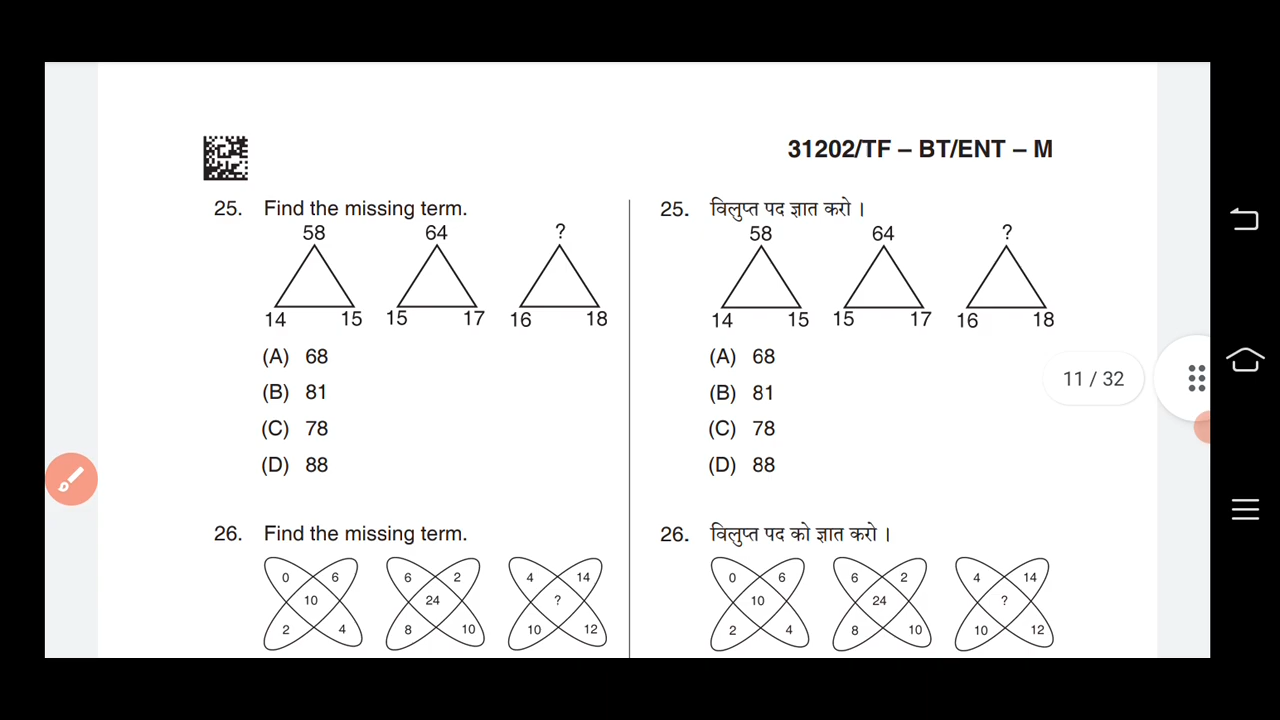 31202/TF – BT/ENT – M
25. Find the missing term.
58 64 ?
14 15 15 17 16 18
(A) 68
(B) 81
(C) 78
(D) 88
26. Find the missing term.
0 6 6 2 4 14
10 24 ?
2 4 8 10 10 12
25. विलुप्त पद ज्ञात करो ।
58 64 ?
14 15 15 17 16 18
(A) 68
(B) 81
(C) 78
(D) 88
26. विलुप्त पद को ज्ञात करो ।
0 6 6 2 4 14
10 24 ?
2 4 8 10 10 12
11 / 32